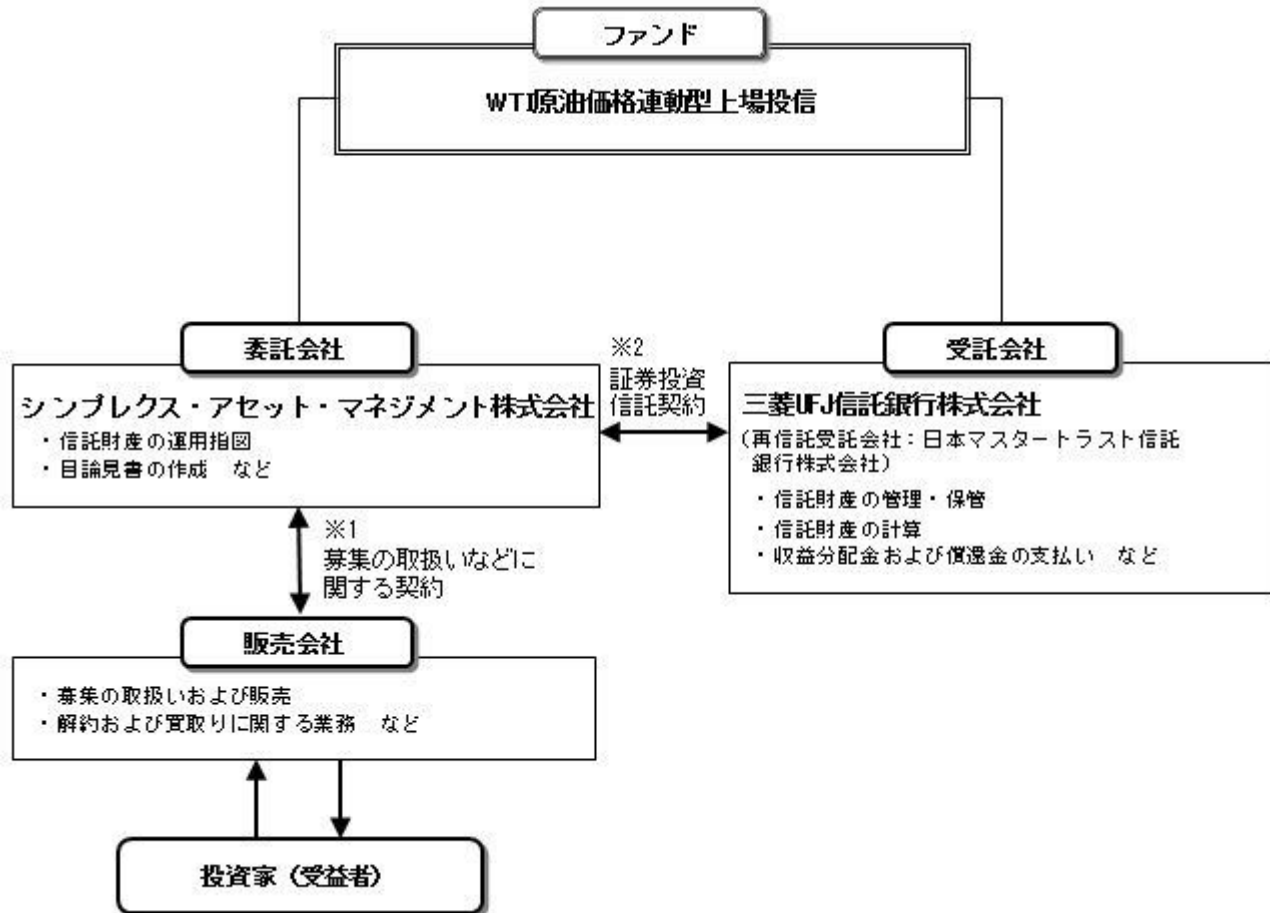 ファンド
WTI原油価格連動型上場投信
委託会社
シンプレクス・アセット・マネジメント株式会社
・信託財産の運用指図
・目論見書の作成 など
※2
証券投資
信託契約
受託会社
三菱UFJ信託銀行株式会社
(再信託受託会社:日本マスタートラスト信託
銀行株式会社)
・信託財産の管理・保管
・信託財産の計算
・収益分配金および償還金の支払い など
※1
募集の取扱いなどに
関する契約
販売会社
・募集の取扱いおよび販売
・解約および買取りに関する業務 など
投資家(受益者)